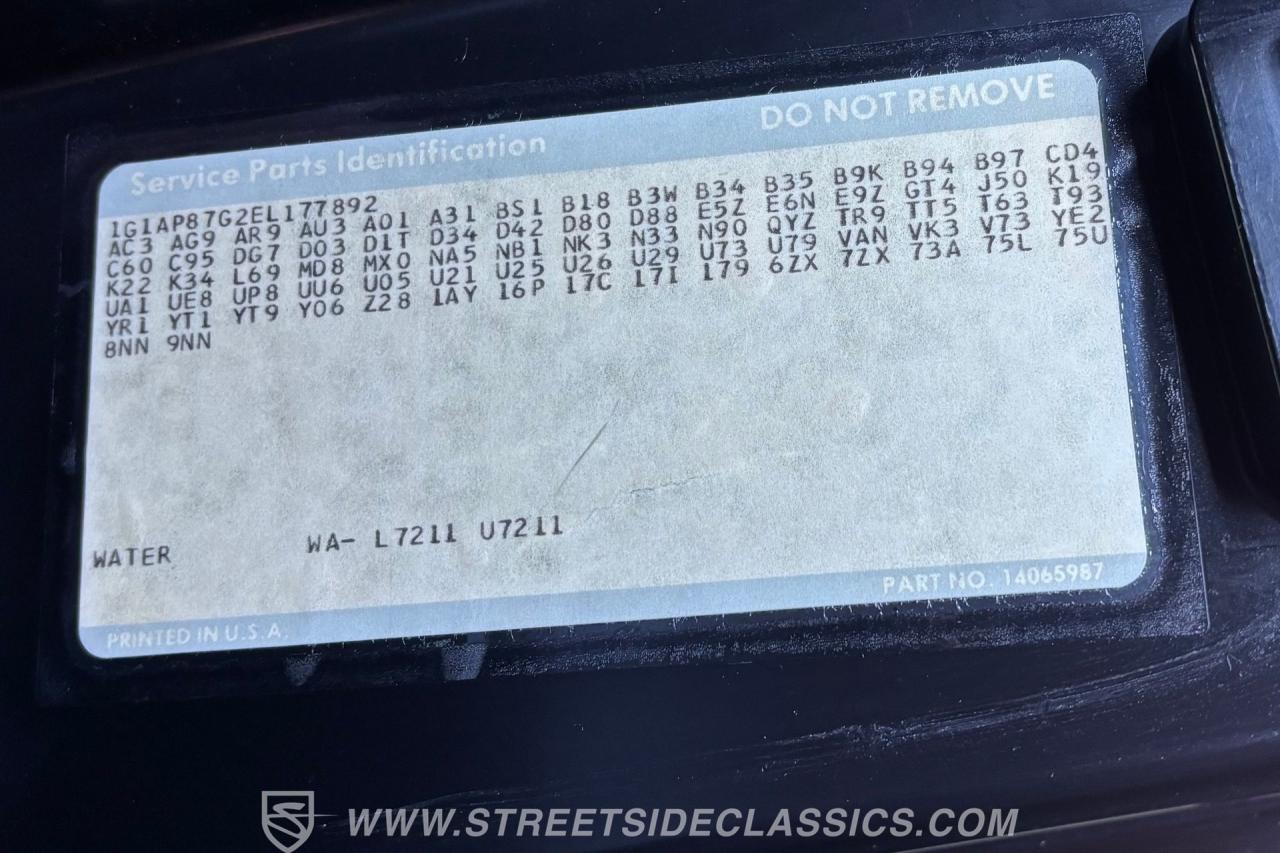 Service Parts Identification DO NOT REMOVE
1G1AP87G2EL177892
AC3 AG9 AR9 AU3 A01 A31 BS1 B18 B3W B34 B35 B9K B94 B97 CD4
C60 C95 DG7 D03 D1T D34 D42 D80 D88 E5Z E6N E9Z GT4 J50 K19
K22 K34 L69 MD8 MX0 NA5 NB1 NK3 N33 N90 QYZ TR9 TT5 T63 T93
UA1 UE8 UP8 UU6 U05 U21 U25 U26 U29 U73 U79 VAN VK3 V73 YE2
YR1 YT1 YT9 Y06 Z28 1AY 16P 17C 17I 179 6ZX 7ZX 73A 75L 75U
8NN 9NN
WATER WA- L7211 U7211
PRINTED IN U.S.A. PART NO. 14065987
WWW.STREETSIDECLASSICS.COM